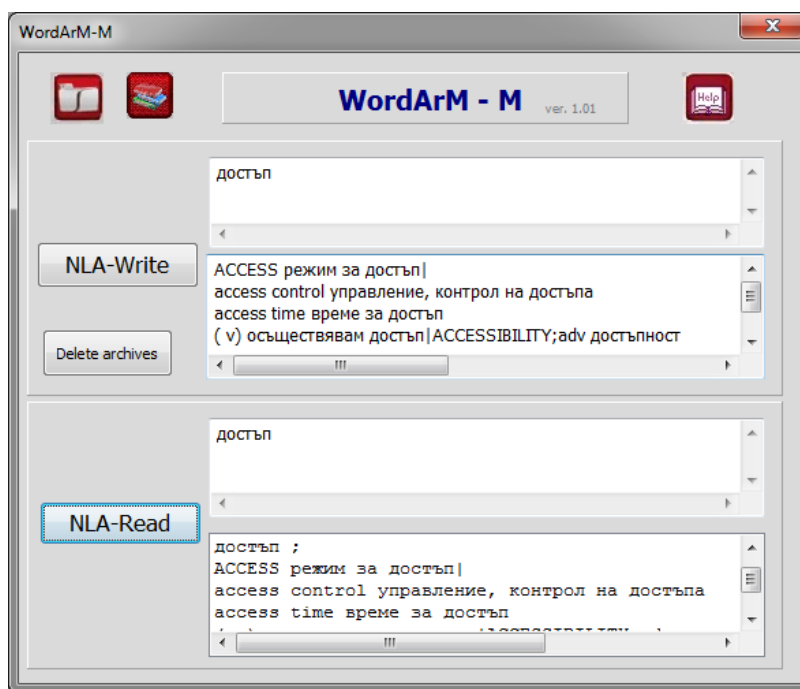 WordArM-M
WordArM - M ver. 1.01
Help
достъп
NLA-Write
ACCESS режим за достъп|
access control управление, контрол на достъпа
access time време за достъп
( v) осъществявам достъп|ACCESSIBILITY;adv достъпност
Delete archives
достъп
NLA-Read
достъп ;
ACCESS режим за достъп|
access control управление, контрол на достъпа
access time време за достъп